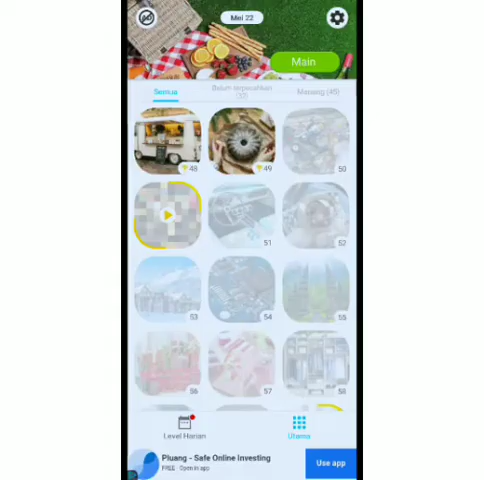 Mei 22
Main
Semua
Belum terpecahkan
Menang (45)
48
49
50
51
52
53
54
55
56
57
58
Level Harian
Utama
Pluang - Safe Online Investing
FREE · Open in app
Use app